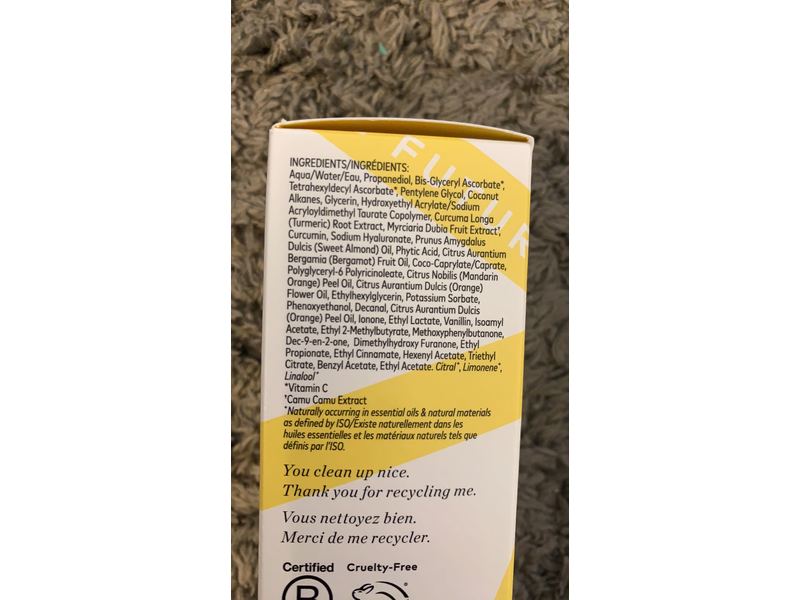 FUTUR
INGREDIENTS/INGRÉDIENTS:
Aqua/Water/Eau, Propanediol, Bis-Glyceryl Ascorbate*,
Tetrahexyldecyl Ascorbate*, Pentylene Glycol, Coconut
Alkanes, Glycerin, Hydroxyethyl Acrylate/Sodium
Acryloyldimethyl Taurate Copolymer, Curcuma Longa
(Turmeric) Root Extract, Myrciaria Dubia Fruit Extract†,
Curcumin, Sodium Hyaluronate, Prunus Amygdalus
Dulcis (Sweet Almond) Oil, Phytic Acid, Citrus Aurantium
Bergamia (Bergamot) Fruit Oil, Coco-Caprylate/Caprate,
Polyglyceryl-6 Polyricinoleate, Citrus Nobilis (Mandarin
Orange) Peel Oil, Citrus Aurantium Dulcis (Orange)
Flower Oil, Ethylhexylglycerin, Potassium Sorbate,
Phenoxyethanol, Decanal, Citrus Aurantium Dulcis
(Orange) Peel Oil, Ionone, Ethyl Lactate, Vanillin, Isoamyl
Acetate, Ethyl 2-Methylbutyrate, Methoxyphenylbutanone,
Dec-9-en-2-one, Dimethylhydroxy Furanone, Ethyl
Propionate, Ethyl Cinnamate, Hexenyl Acetate, Triethyl
Citrate, Benzyl Acetate, Ethyl Acetate. Citral*, Limonene*,
Linalool*
*Vitamin C
†Camu Camu Extract
*Naturally occurring in essential oils & natural materials
as defined by ISO/Existe naturellement dans les
huiles essentielles et les matériaux naturels tels que
définis par l'ISO.
You clean up nice.
Thank you for recycling me.
Vous nettoyez bien.
Merci de me recycler.
Certified Cruelty-Free
B